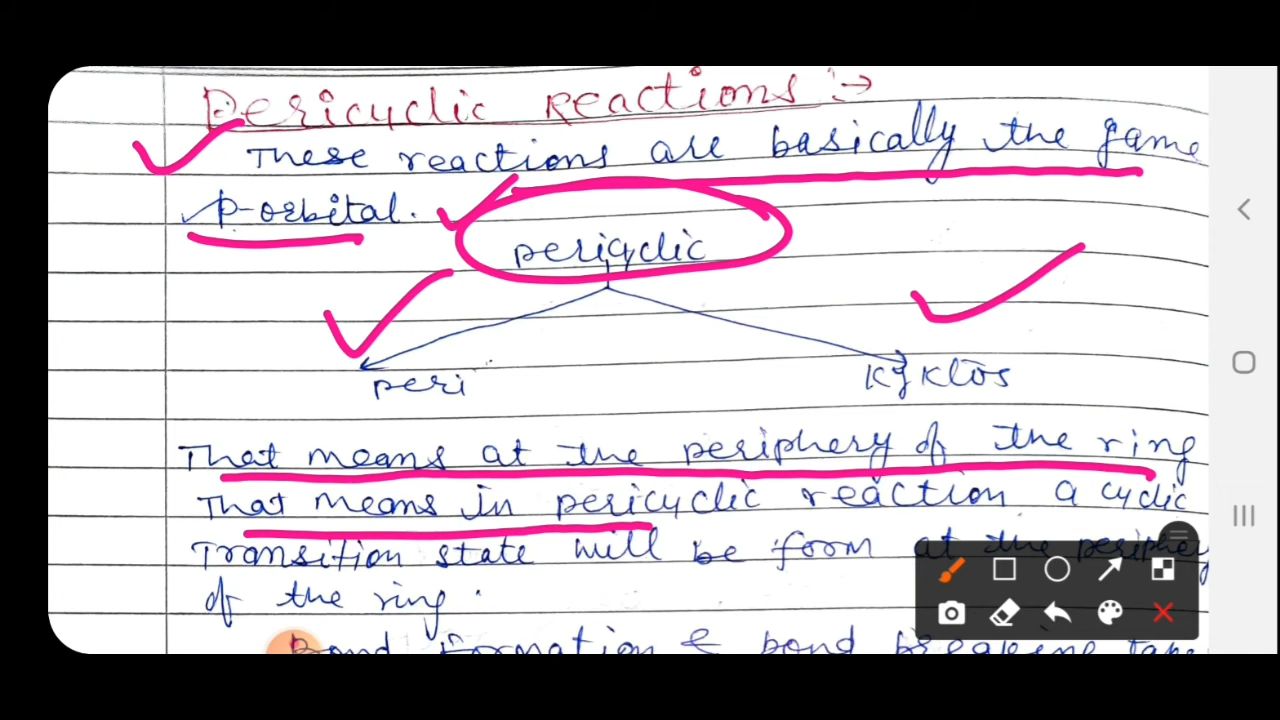 Pericyclic Reactions :→
These reactions are basically the game
p-orbital.
pericyclic
peri
Kyklos
That means at the periphery of the ring
That means in pericyclic reaction a cyclic
Transition state will be form at the periphey
of the ring.
Bond formation & bond breaking take